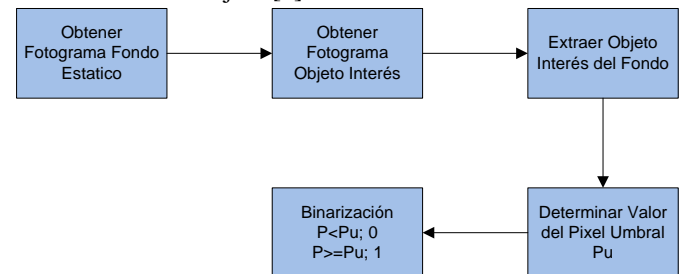 Obtener
Fotograma Fondo
Estatico
Obtener
Fotograma
Objeto Interés
Extraer Objeto
Interés del Fondo
Determinar Valor
del Pixel Umbral
Pu
Binarización
P<Pu; 0
P>=Pu; 1